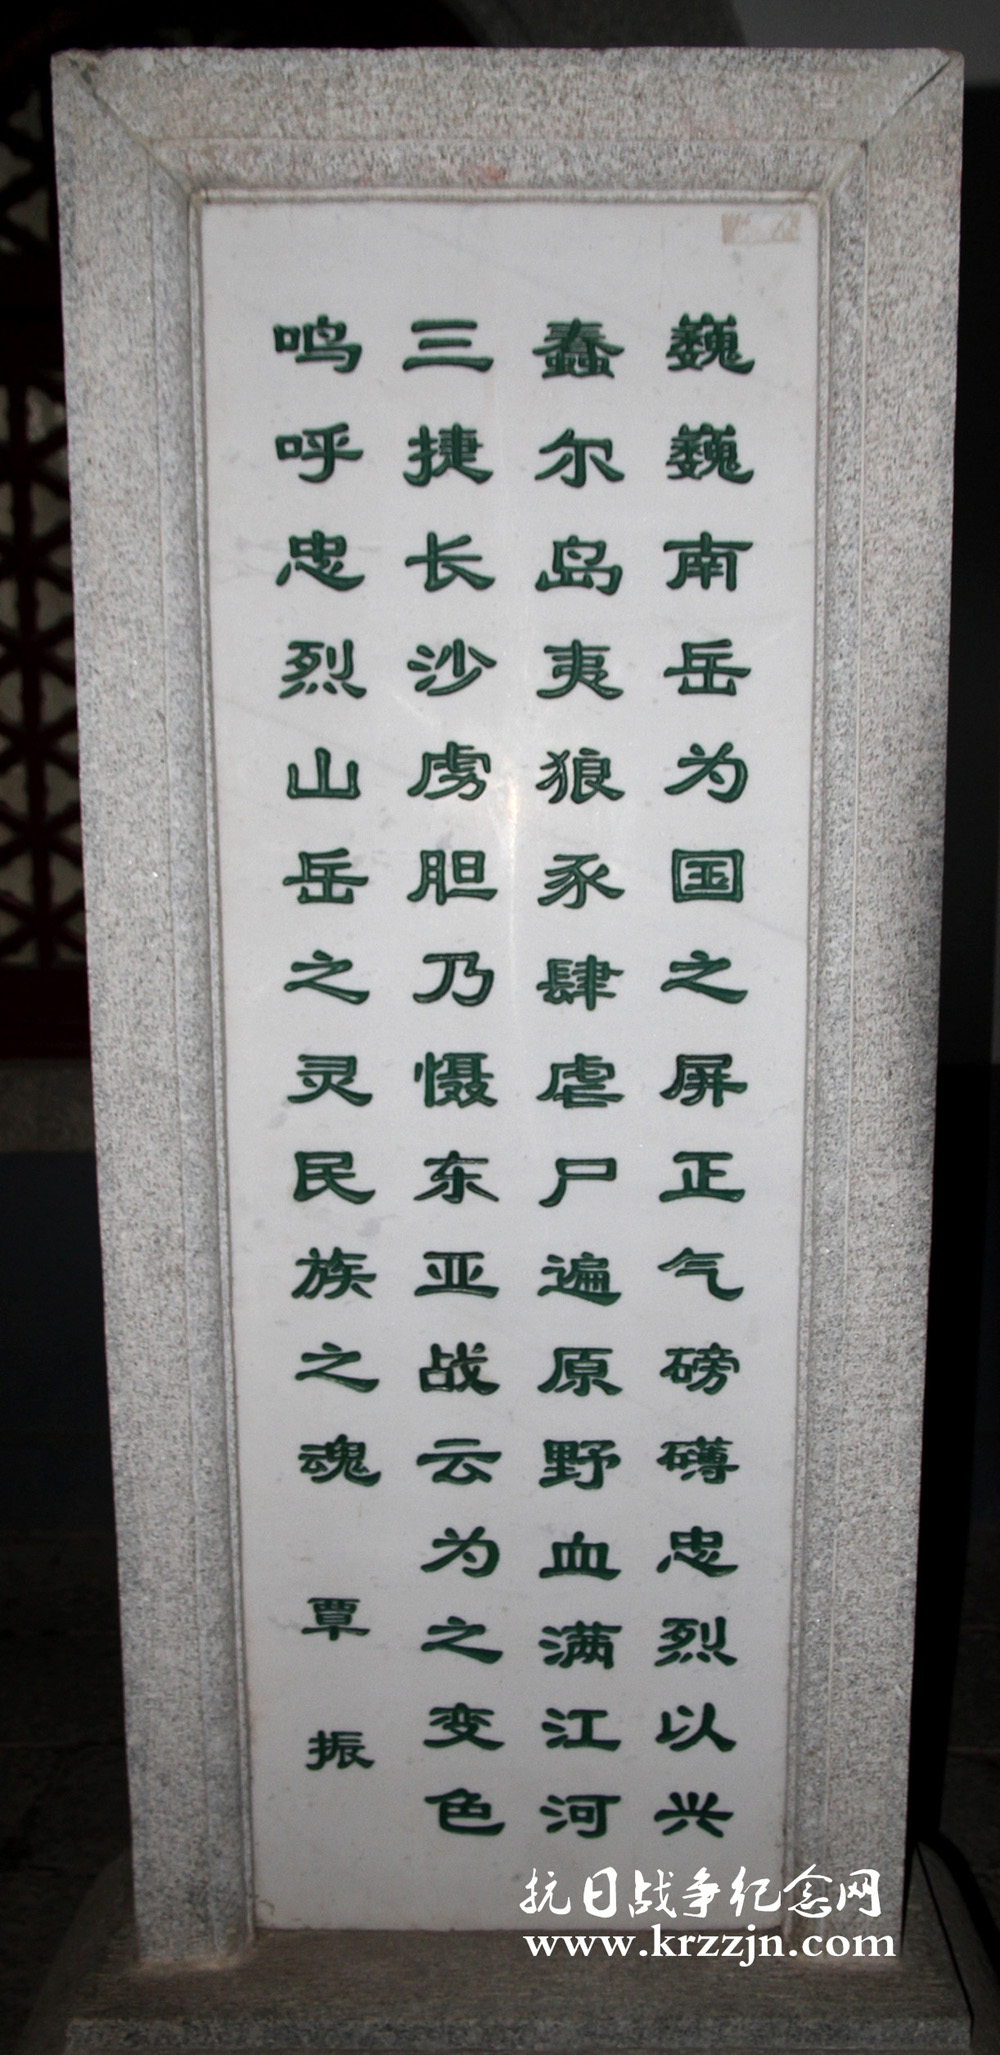 巍巍南岳为国之屏正气磅礴忠烈以兴
蠢尔岛夷狼豕肆虐尸遍原野血满江河
三捷长沙虏胆乃慑东亚战云为之变色
鸣呼忠烈山岳之灵民族之魂 覃振
抗日战争纪念网
www.krzzjn.com